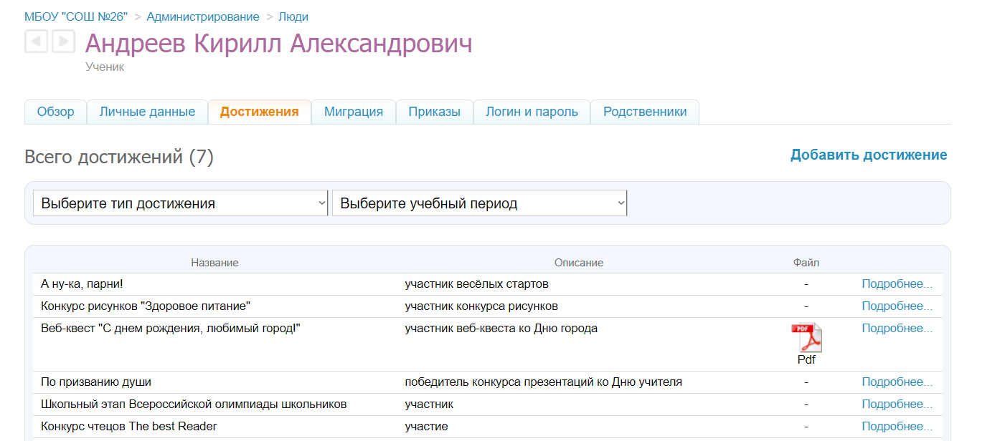 МБОУ "СОШ №26" > Администрирование > Люди
Андреев Кирилл Александрович
Ученик
Обзор Личные данные Достижения Миграция Приказы Логин и пароль Родственники
Всего достижений (7) Добавить достижение
Выберите тип достижения Выберите учебный период
Название Описание Файл
А ну-ка, парни! участник весёлых стартов - Подробнее...
Конкурс рисунков "Здоровое питание" участник конкурса рисунков - Подробнее...
Веб-квест "С днем рождения, любимый город!" участник веб-квеста ко Дню города PDF Подробнее...
Pdf
По призванию души победитель конкурса презентаций ко Дню учителя - Подробнее...
Школьный этап Всероссийской олимпиады школьников участник - Подробнее...
Конкурс чтецов The best Reader участие - Подробнее...